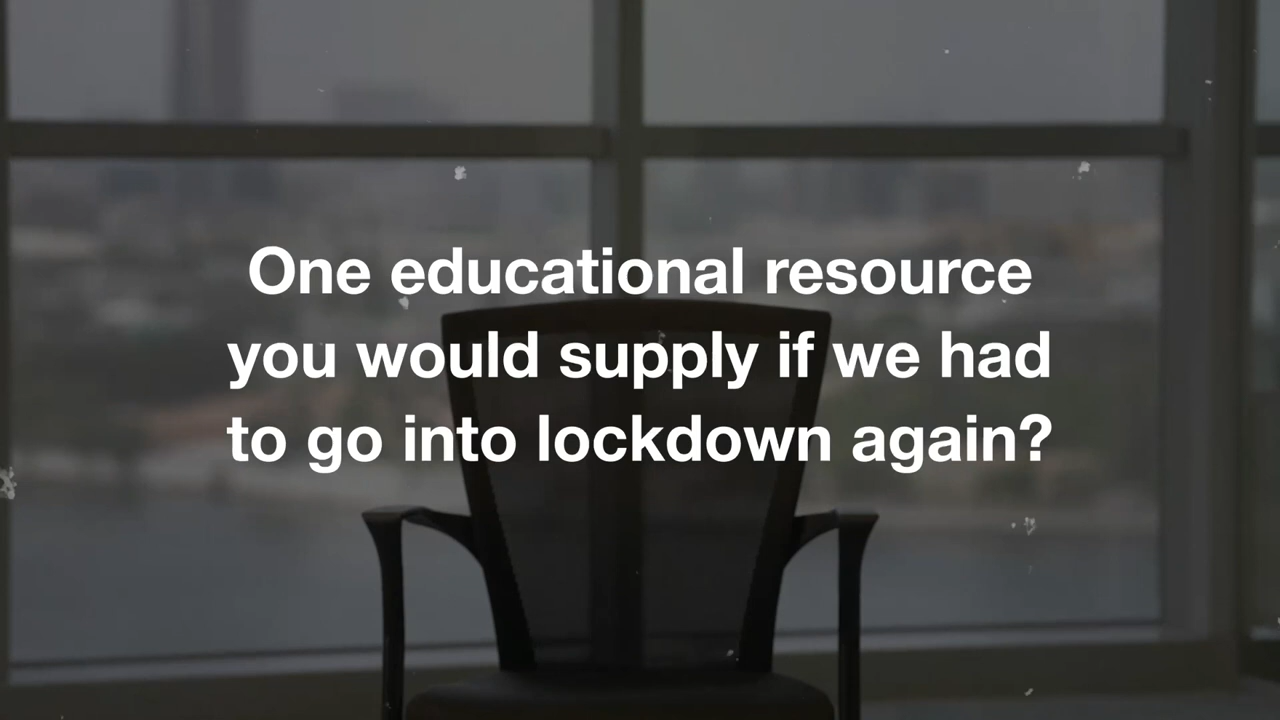 One educational resource
you would supply if we had
to go into lockdown again?